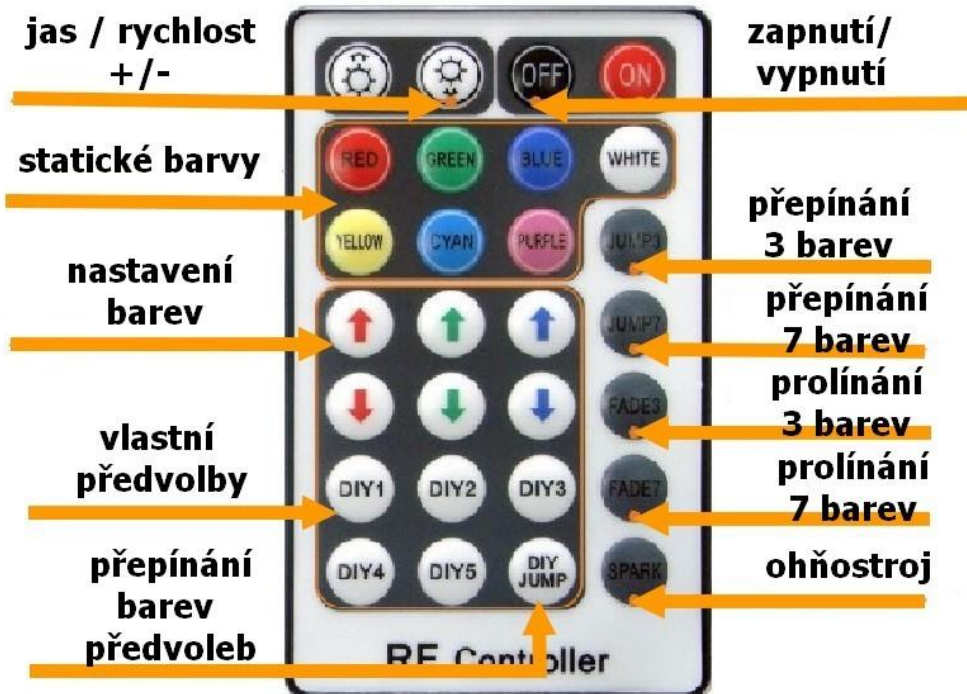 jas / rychlost
+/-
zapnutí/
vypnutí
OFF
ON
statické barvy
RED
GREEN
BLUE
WHITE
YELLOW
CYAN
PURPLE
JUMP3
přepínání
3 barev
nastavení
barev
JUMP7
přepínání
7 barev
FADE3
prolínání
3 barev
vlastní
předvolby
DIY1
DIY2
DIY3
FADE7
prolínání
7 barev
DIY4
DIY5
DIY
JUMP
SPARK
ohňostroj
přepínání
barev
předvoleb
RF Controller